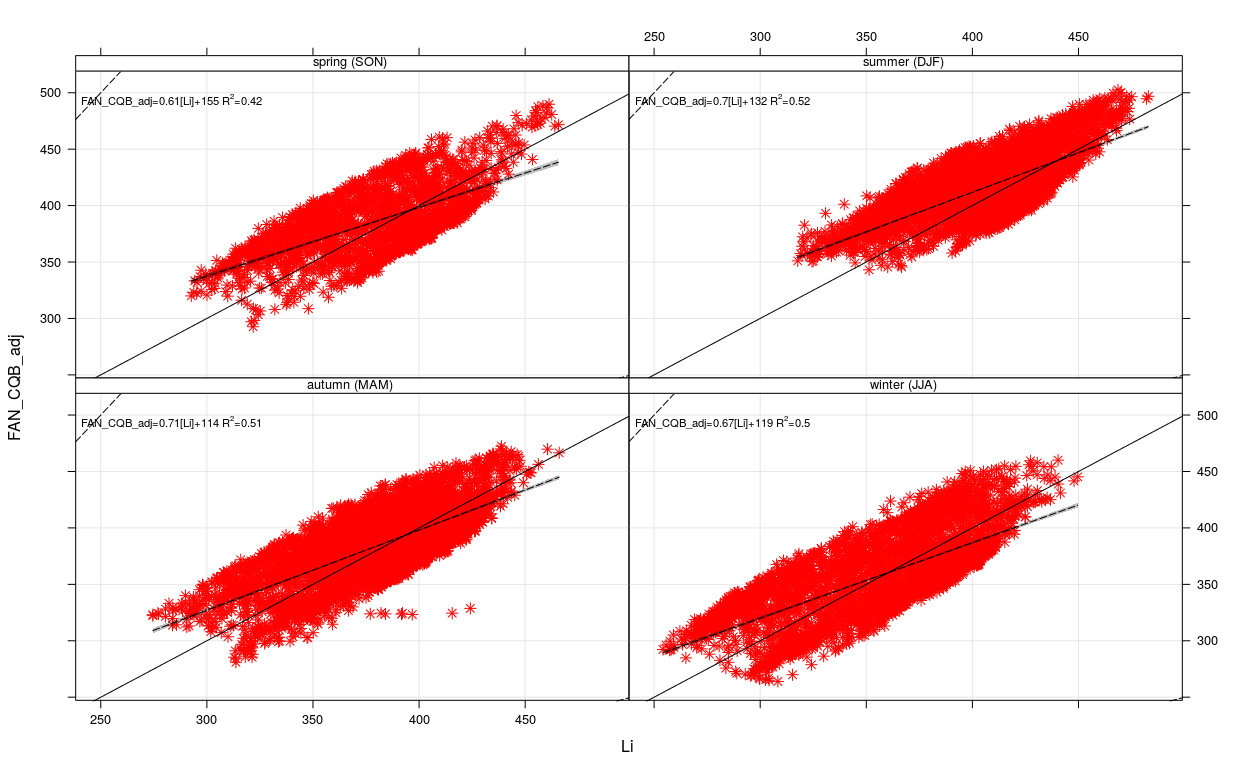 250 300 350 400 450
spring (SON) summer (DJF)
FAN_CQB_adj=0.61[Li]+155 R²=0.42
FAN_CQB_adj=0.7[Li]+132 R²=0.52
500
450
400
350
300
autumn (MAM) winter (JJA)
FAN_CQB_adj=0.71[Li]+114 R²=0.51
FAN_CQB_adj=0.67[Li]+119 R²=0.5
500
450
400
350
300
250 300 350 400 450
Li
FAN_CQB_adj